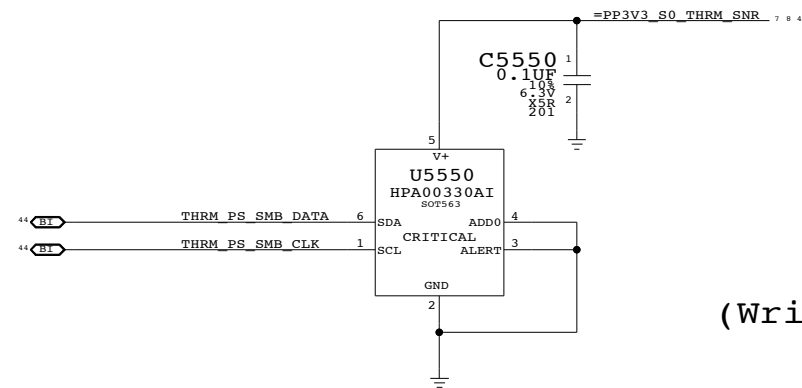 =PP3V3_S0_THRM_SNR 7 8 4
C5550
0.1UF
10%
6.3V
X5R
201
1
2
5
V+
U5550
HPA00330AI
SOT563
44 BI THRM_PS_SMB_DATA 6 SDA ADD0 4
CRITICAL
44 BI THRM_PS_SMB_CLK 1 SCL ALERT 3
GND
2
(Wri